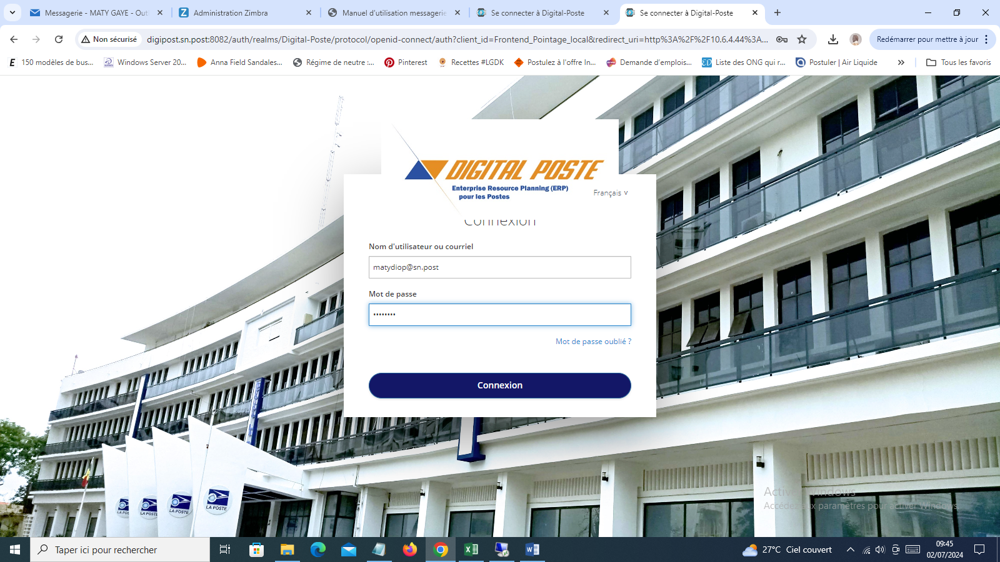 Messagerie - MATY GAYE - Out
Administration Zimbra
Manuel d'utilisation messagerie
Se connecter à Digital-Poste
Se connecter à Digital-Poste
Non sécurisé
digipost.sn.post:8082/auth/realms/Digital-Poste/protocol/openid-connect/auth?client_id=Frontend_Pointage_local&redirect_uri=http%3A%2F%2F10.6.4.44%3A...
Redémarrer pour mettre à jour
150 modèles de bus...
Windows Server 20...
Anna Field Sandales...
Régime de neutre :...
Pinterest
Recettes #LGDK
Postulez à l'offre In...
Demande d'emplois...
Liste des ONG qui r...
Postuler | Air Liquide
Tous les favoris
DIGITAL POSTE
Enterprise Resource Planning (ERP)
pour les Postes
Français
Connexion
Nom d'utilisateur ou courriel
matydiop@sn.post
Mot de passe
••••••••
Mot de passe oublié ?
Connexion
LA POSTE
LA POSTE
LA POSTE
Accédez aux paramètres pour activer Windows.
Taper ici pour rechercher
27°C Ciel couvert
09:45
02/07/2024